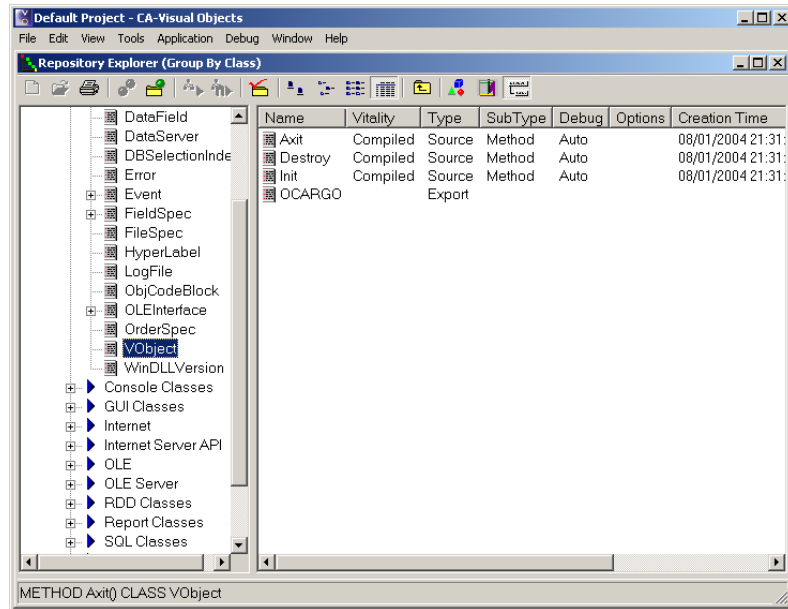 Default Project - CA-Visual Objects
File Edit View Tools Application Debug Window Help
Repository Explorer (Group By Class)
DataField
DataServer
DBSelectionInde
Error
Event
FieldSpec
FileSpec
HyperLabel
LogFile
ObjCodeBlock
OLEInterface
OrderSpec
VObject
WinDLLVersion
Console Classes
GUI Classes
Internet
Internet Server API
OLE
OLE Server
RDD Classes
Report Classes
SQL Classes
Name Vitality Type SubType Debug Options Creation Time
Axit Compiled Source Method Auto 08/01/2004 21:31:
Destroy Compiled Source Method Auto 08/01/2004 21:31:
Init Compiled Source Method Auto 08/01/2004 21:31:
OCARGO Export
METHOD Axit() CLASS VObject